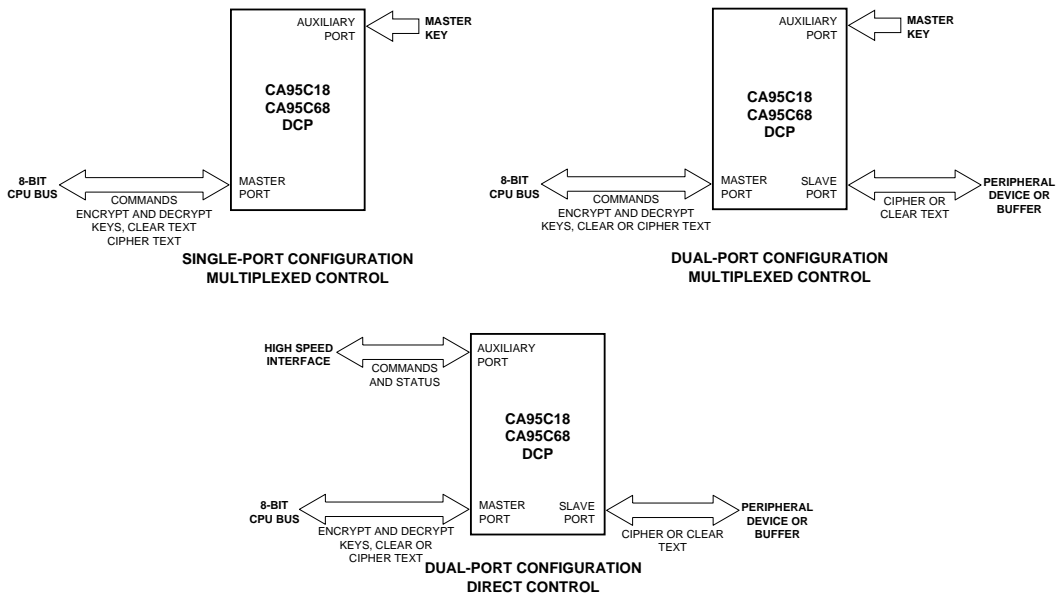 AUXILIARY
PORT
MASTER
KEY
CA95C18
CA95C68
DCP
8-BIT
CPU BUS
MASTER
PORT
COMMANDS
ENCRYPT AND DECRYPT
KEYS, CLEAR TEXT
CIPHER TEXT
SINGLE-PORT CONFIGURATION
MULTIPLEXED CONTROL
AUXILIARY
PORT
MASTER
KEY
CA95C18
CA95C68
DCP
8-BIT
CPU BUS
MASTER
PORT
SLAVE
PORT
PERIPHERAL
DEVICE OR
BUFFER
COMMANDS
ENCRYPT AND DECRYPT
KEYS, CLEAR OR CIPHER TEXT
CIPHER OR
CLEAR TEXT
DUAL-PORT CONFIGURATION
MULTIPLEXED CONTROL
HIGH SPEED
INTERFACE
AUXILIARY
PORT
COMMANDS
AND STATUS
CA95C18
CA95C68
DCP
8-BIT
CPU BUS
MASTER
PORT
SLAVE
PORT
PERIPHERAL
DEVICE OR
BUFFER
ENCRYPT AND DECRYPT
KEYS, CLEAR OR
CIPHER TEXT
CIPHER OR CLEAR
TEXT
DUAL-PORT CONFIGURATION
DIRECT CONTROL